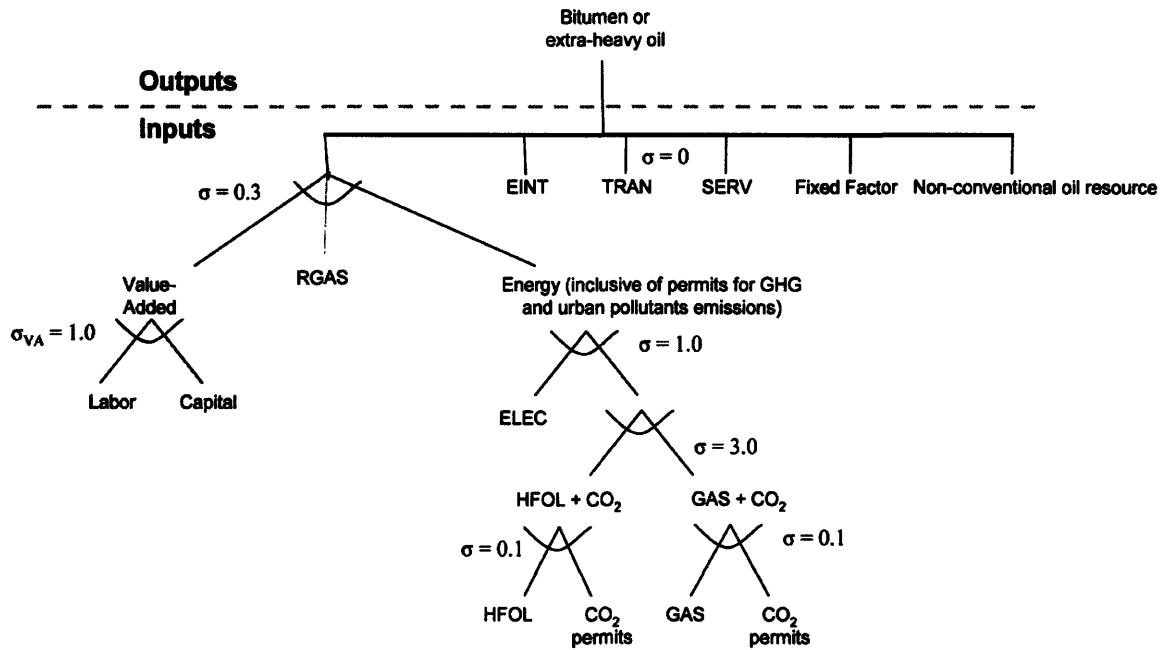 Bitumen or
extra-heavy oil
Outputs
Inputs
σ = 0
EINT
TRAN
SERV
Fixed Factor
Non-conventional oil resource
σ = 0.3
RGAS
Value-
Added
Energy (inclusive of permits for GHG
and urban pollutants emissions)
σ_VA = 1.0
σ = 1.0
Labor
Capital
ELEC
σ = 3.0
HFOL + CO₂
GAS + CO₂
σ = 0.1
σ = 0.1
HFOL
CO₂
permits
GAS
CO₂
permits